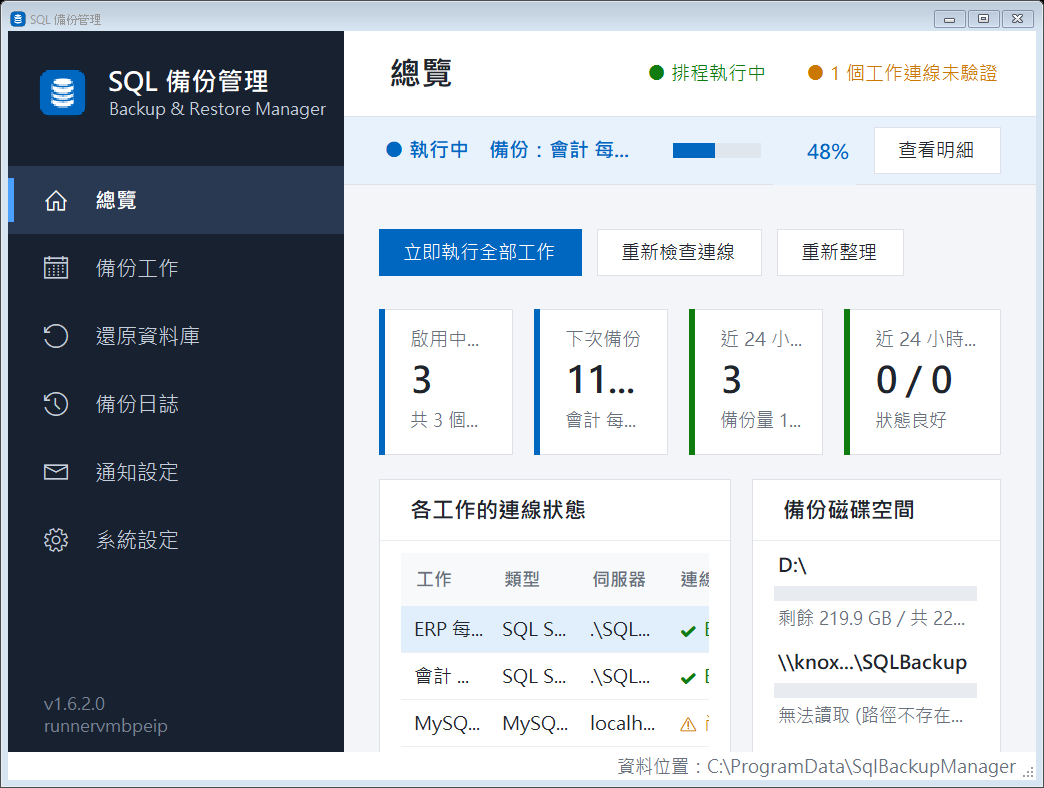 SQL 備份管理
SQL 備份管理
Backup & Restore Manager
總覽
備份工作
還原資料庫
備份日誌
通知設定
系統設定
v1.6.2.0
runnervmbpeip
總覽
排程執行中
1 個工作連線未驗證
執行中 備份：會計 每...
48%
查看明細
立即執行全部工作
重新檢查連線
重新整理
啟用中...
3
共 3 個...
下次備份
11...
會計 每...
近 24 小...
3
備份量 1...
近 24 小時...
0 / 0
狀態良好
各工作的連線狀態
工作 類型 伺服器 連線
ERP 每... SQL S... .\SQL...
會計 ... SQL S... .\SQL...
MySQ... MySQ... localh...
備份磁碟空間
D:\
剩餘 219.9 GB / 共 22...
\\knox...\SQLBackup
無法讀取 (路徑不存在...
資料位置：C:\ProgramData\SqlBackupManager